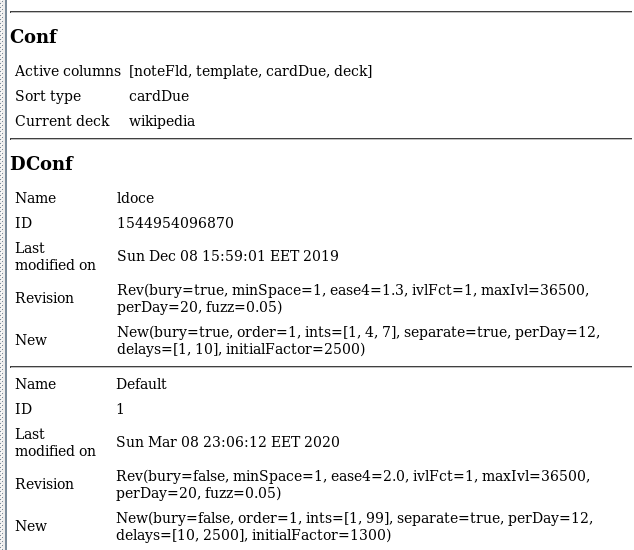 Conf
Active columns [noteFld, template, cardDue, deck]
Sort type cardDue
Current deck wikipedia
DConf
Name ldoce
ID 1544954096870
Last
modified on Sun Dec 08 15:59:01 EET 2019
Revision Rev(bury=true, minSpace=1, ease4=1.3, ivlFct=1, maxIvl=36500,
perDay=20, fuzz=0.05)
New New(bury=true, order=1, ints=[1, 4, 7], separate=true, perDay=12,
delays=[1, 10], initialFactor=2500)
Name Default
ID 1
Last
modified on Sun Mar 08 23:06:12 EET 2020
Revision Rev(bury=false, minSpace=1, ease4=2.0, ivlFct=1, maxIvl=36500,
perDay=20, fuzz=0.05)
New New(bury=false, order=1, ints=[1, 99], separate=true, perDay=12,
delays=[10, 2500], initialFactor=1300)